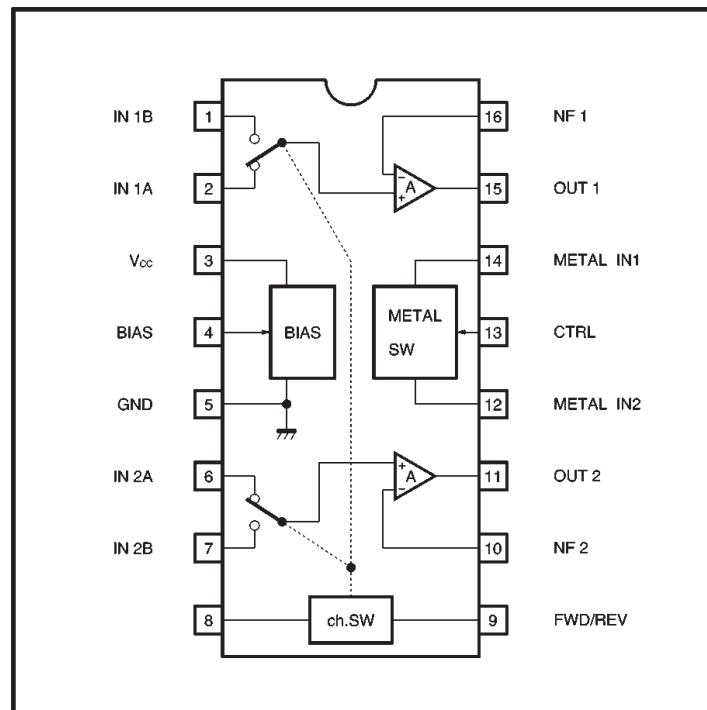 IN 1B 1 16 NF 1
− A +
IN 1A 2 15 OUT 1
Vcc 3 14 METAL IN1
BIAS 4 BIAS METAL SW 13 CTRL
GND 5 12 METAL IN2
IN 2A 6 + A − 11 OUT 2
IN 2B 7 10 NF 2
8 ch.SW 9 FWD/REV